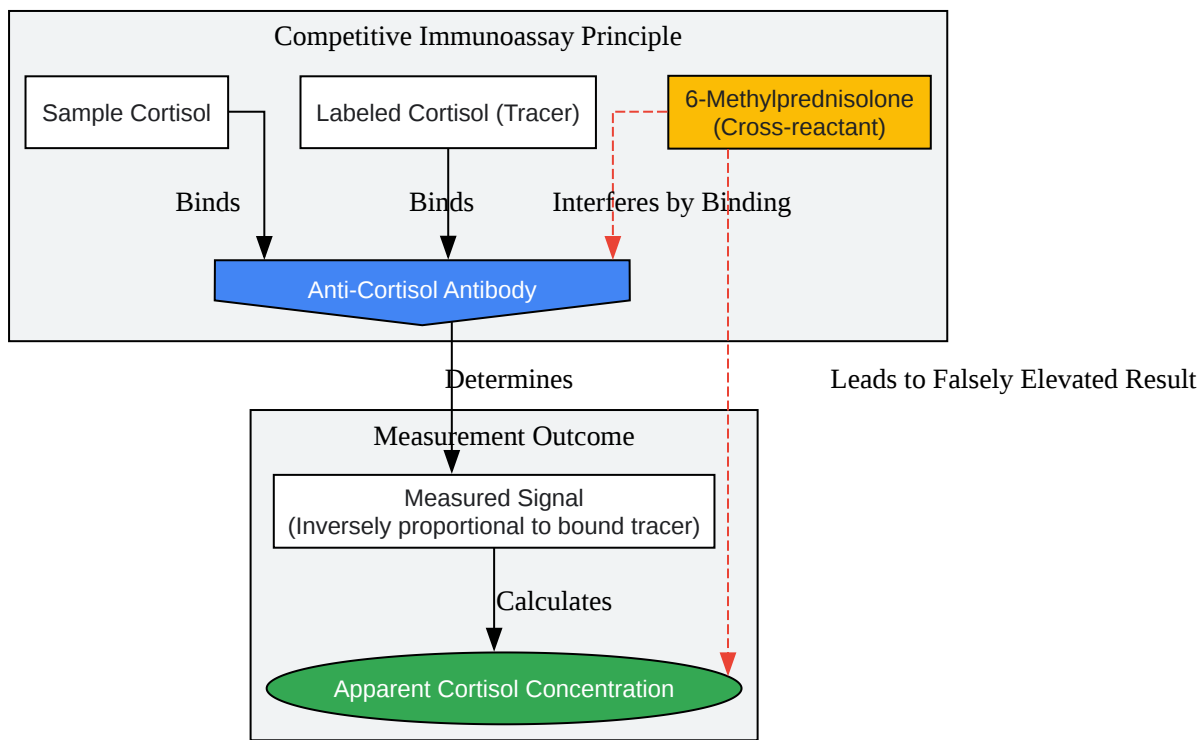 Competitive Immunoassay Principle
Sample Cortisol
Labeled Cortisol (Tracer)
6-Methylprednisolone
(Cross-reactant)
Binds
Binds
Interferes by Binding
Anti-Cortisol Antibody
Determines
Leads to Falsely Elevated Result
Measurement Outcome
Measured Signal
(Inversely proportional to bound tracer)
Calculates
Apparent Cortisol Concentration